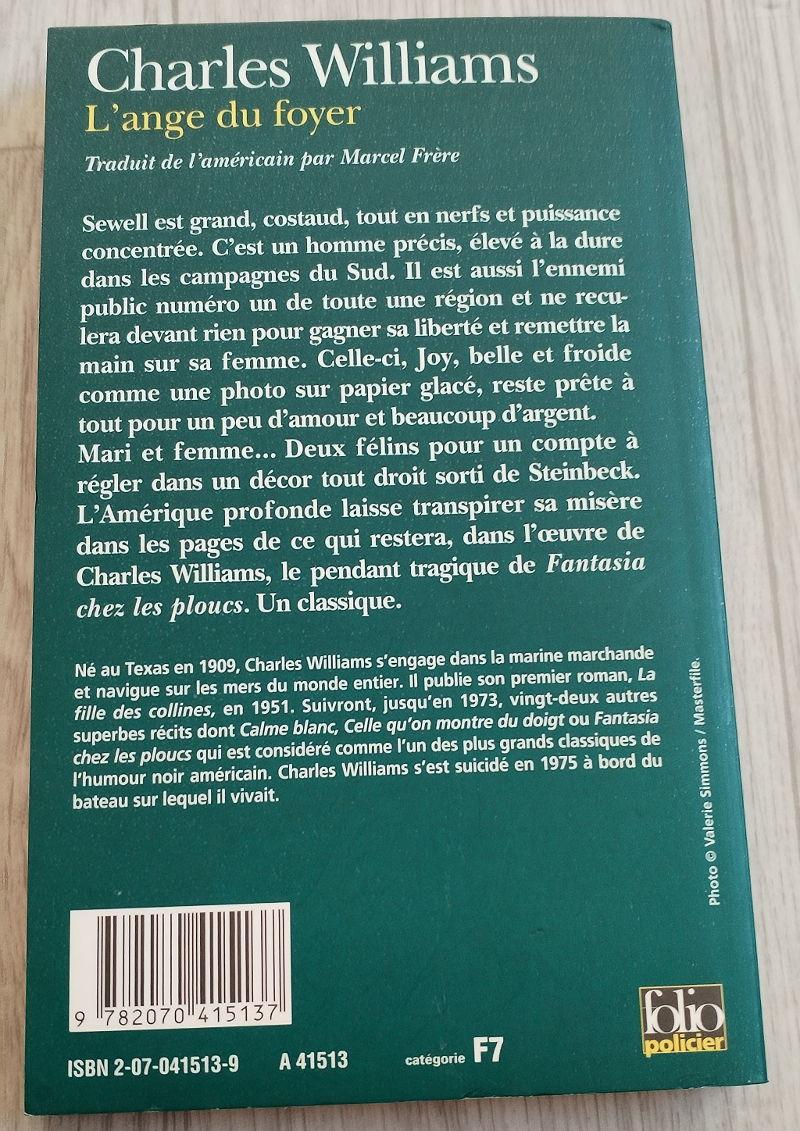 Charles Williams
L'ange du foyer
Traduit de l'américain par Marcel Frère
Sewell est grand, costaud, tout en nerfs et puissance
concentrée. C'est un homme précis, élevé à la dure
dans les campagnes du Sud. Il est aussi l'ennemi
public numéro un de toute une région et ne recu-
lera devant rien pour gagner sa liberté et remettre la
main sur sa femme. Celle-ci, Joy, belle et froide
comme une photo sur papier glacé, reste prête à
tout pour un peu d'amour et beaucoup d'argent.
Mari et femme... Deux félins pour un compte à
régler dans un décor tout droit sorti de Steinbeck.
L'Amérique profonde laisse transpirer sa misère
dans les pages de ce qui restera, dans l'œuvre de
Charles Williams, le pendant tragique de Fantasia
chez les ploucs. Un classique.
Né au Texas en 1909, Charles Williams s'engage dans la marine marchande
et navigue sur les mers du monde entier. Il publie son premier roman, La
fille des collines, en 1951. Suivront, jusqu'en 1973, vingt-deux autres
superbes récits dont Calme blanc, Celle qu'on montre du doigt ou Fantasia
chez les ploucs qui est considéré comme l'un des plus grands classiques de
l'humour noir américain. Charles Williams s'est suicidé en 1975 à bord du
bateau sur lequel il vivait.
Photo © Valerie Simmons / Masterfile.
9 782070 415137
ISBN 2-07-041513-9 A 41513 catégorie F7
folio
policier